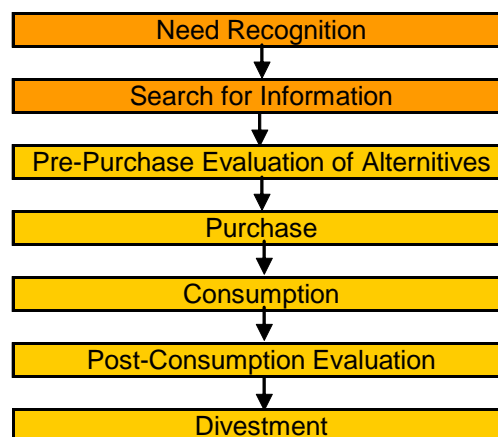 Need Recognition
Search for Information
Pre-Purchase Evaluation of Alternitives
Purchase
Consumption
Post-Consumption Evaluation
Divestment